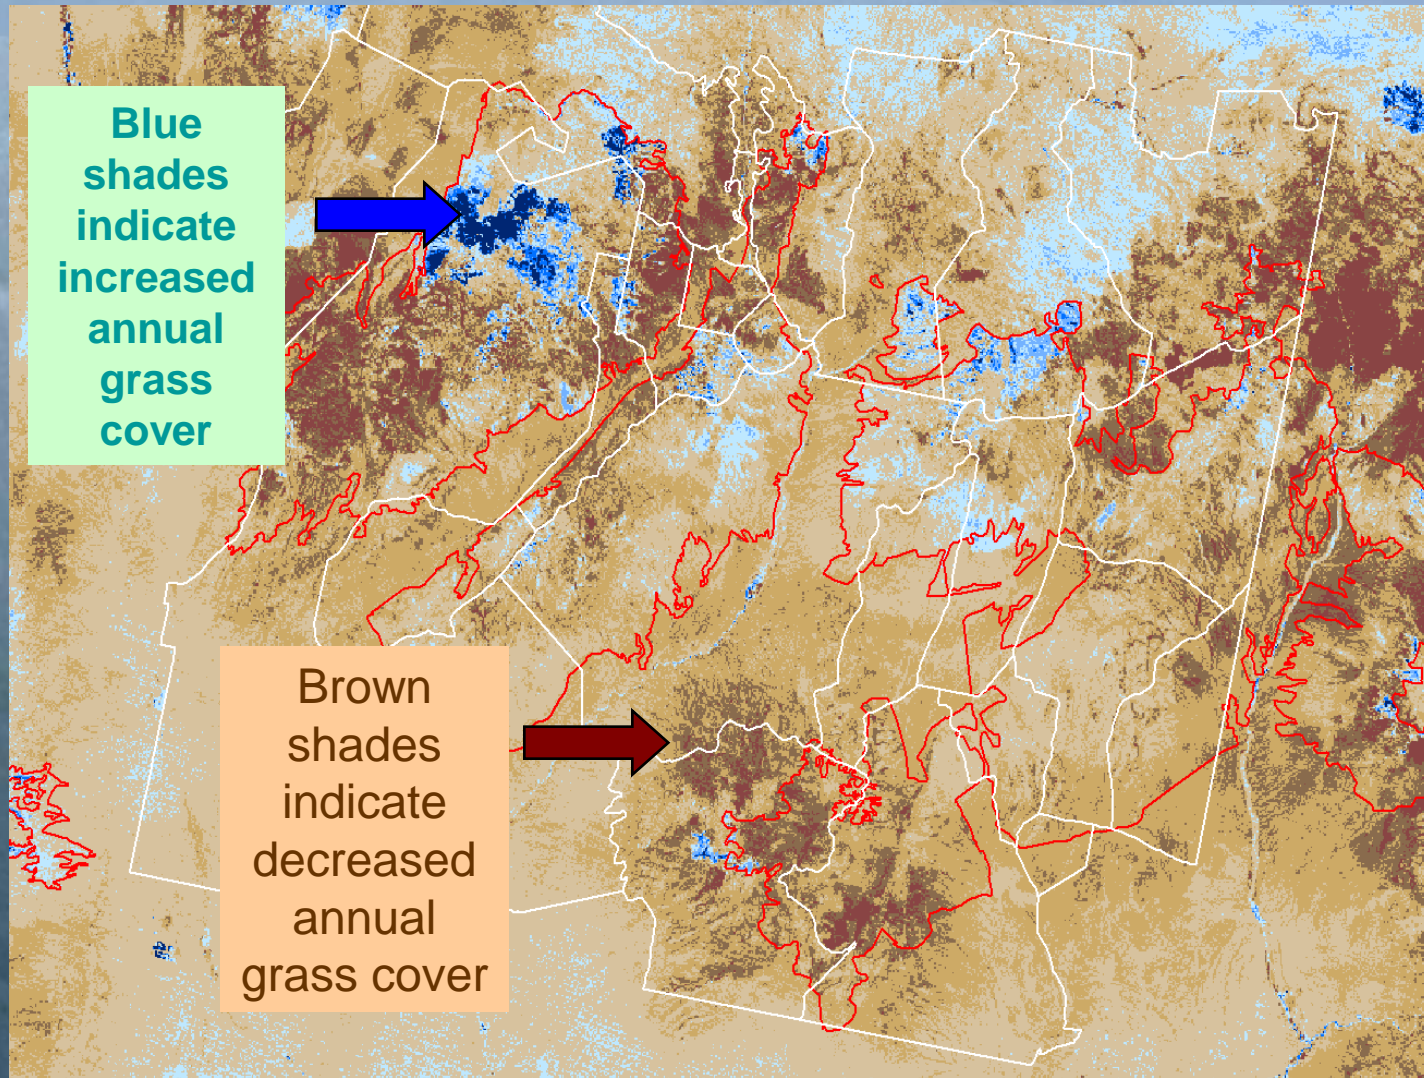 Blue
shades
indicate
increased
annual
grass
cover
Brown
shades
indicate
decreased
annual
grass cover